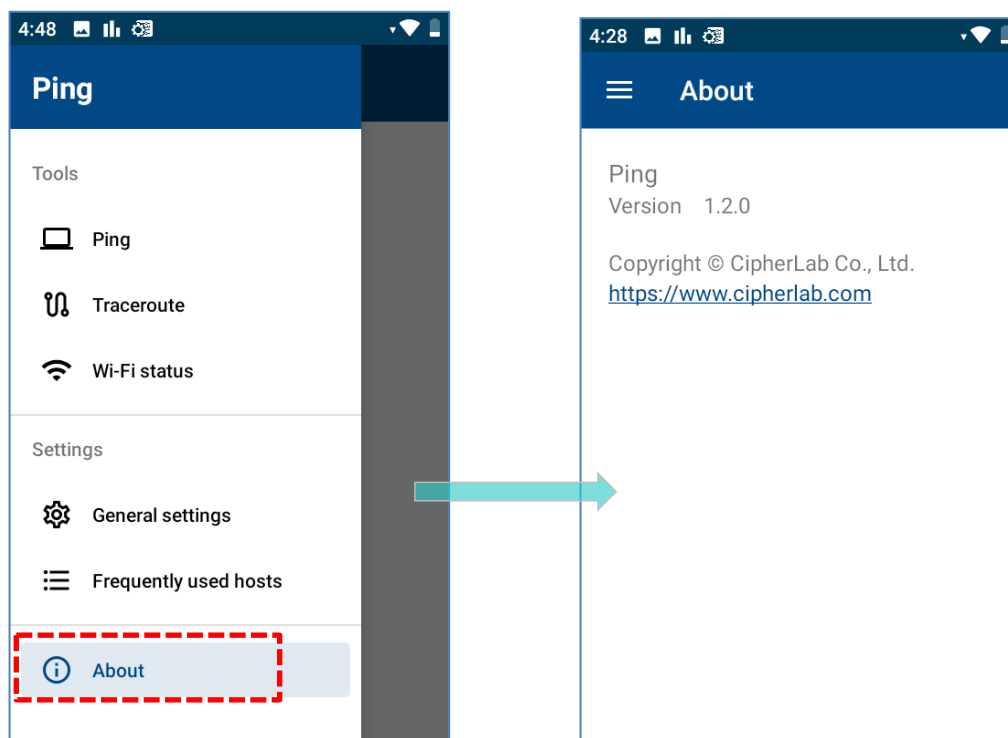 4:48
Ping
Tools
Ping
Traceroute
Wi-Fi status
Settings
General settings
Frequently used hosts
About
4:28
About
Ping
Version 1.2.0
Copyright © CipherLab Co., Ltd.
https://www.cipherlab.com